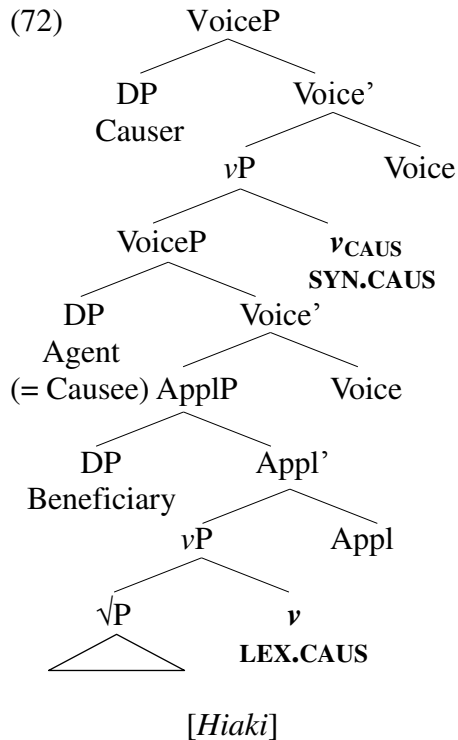 (72) VoiceP
DP Voice’
Causer
vP Voice
VoiceP vCAUS
SYN.CAUS
DP Voice’
Agent
(= Causee) ApplP Voice
DP Appl’
Beneficiary
vP Appl
√P v
LEX.CAUS
[Hiaki]